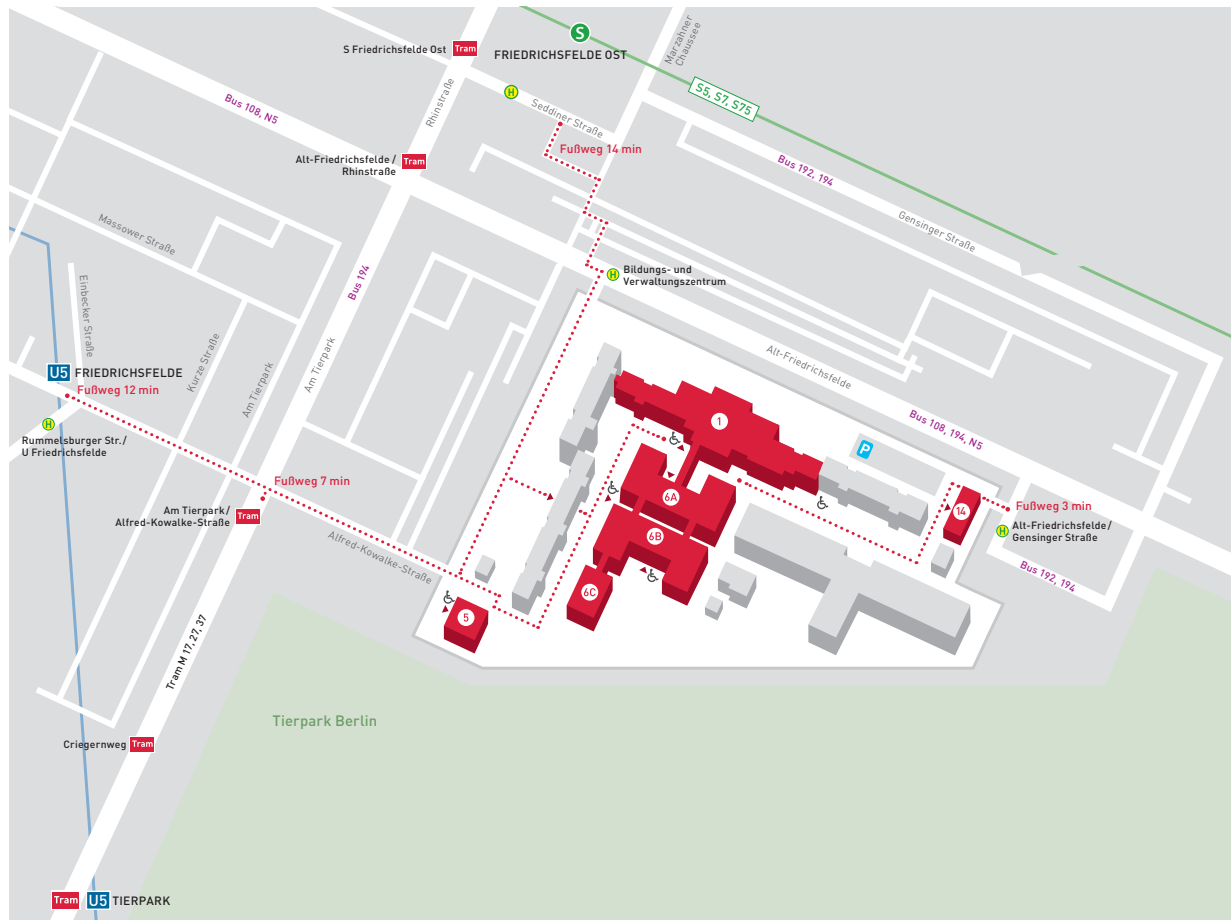 S Friedrichsfelde Ost
Tram
S
FRIEDRICHSFELDE OST
Marzahner
Chaussee
S5, S7, S75
H
Seddiner Straße
Rhinstraße
Bus 108, N5
Fußweg 14 min
Alt-Friedrichsfelde /
Rhinstraße
Tram
Bus 192, 194
Gensinger Straße
Massower Straße
Bus 194
H
Bildungs- und
Verwaltungszentrum
Einbecker Straße
Kurze Straße
Am Tierpark
Am Tierpark
Alt-Friedrichsfelde
U5 FRIEDRICHSFELDE
Fußweg 12 min
H
Rummelsburger Str./
U Friedrichsfelde
Bus 108, 194, N5
1
P
Fußweg 7 min
6A
Am Tierpark/
Alfred-Kowalke-Straße
Tram
14
Fußweg 3 min
H
Alt-Friedrichsfelde /
Gensinger Straße
6B
Alfred-Kowalke-Straße
Bus 192, 194
6C
5
Tram M 17, 27, 37
Tierpark Berlin
Criegernweg
Tram
Tram
U5 TIERPARK